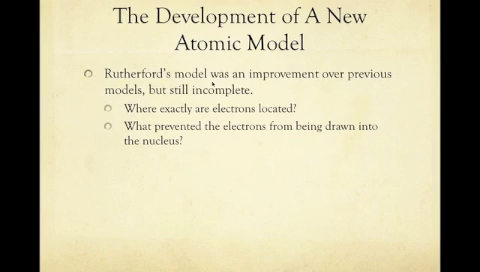 The Development of A New
Atomic Model
Rutherford's model was an improvement over previous
models, but still incomplete.
Where exactly are electrons located?
What prevented the electrons from being drawn into
the nucleus?